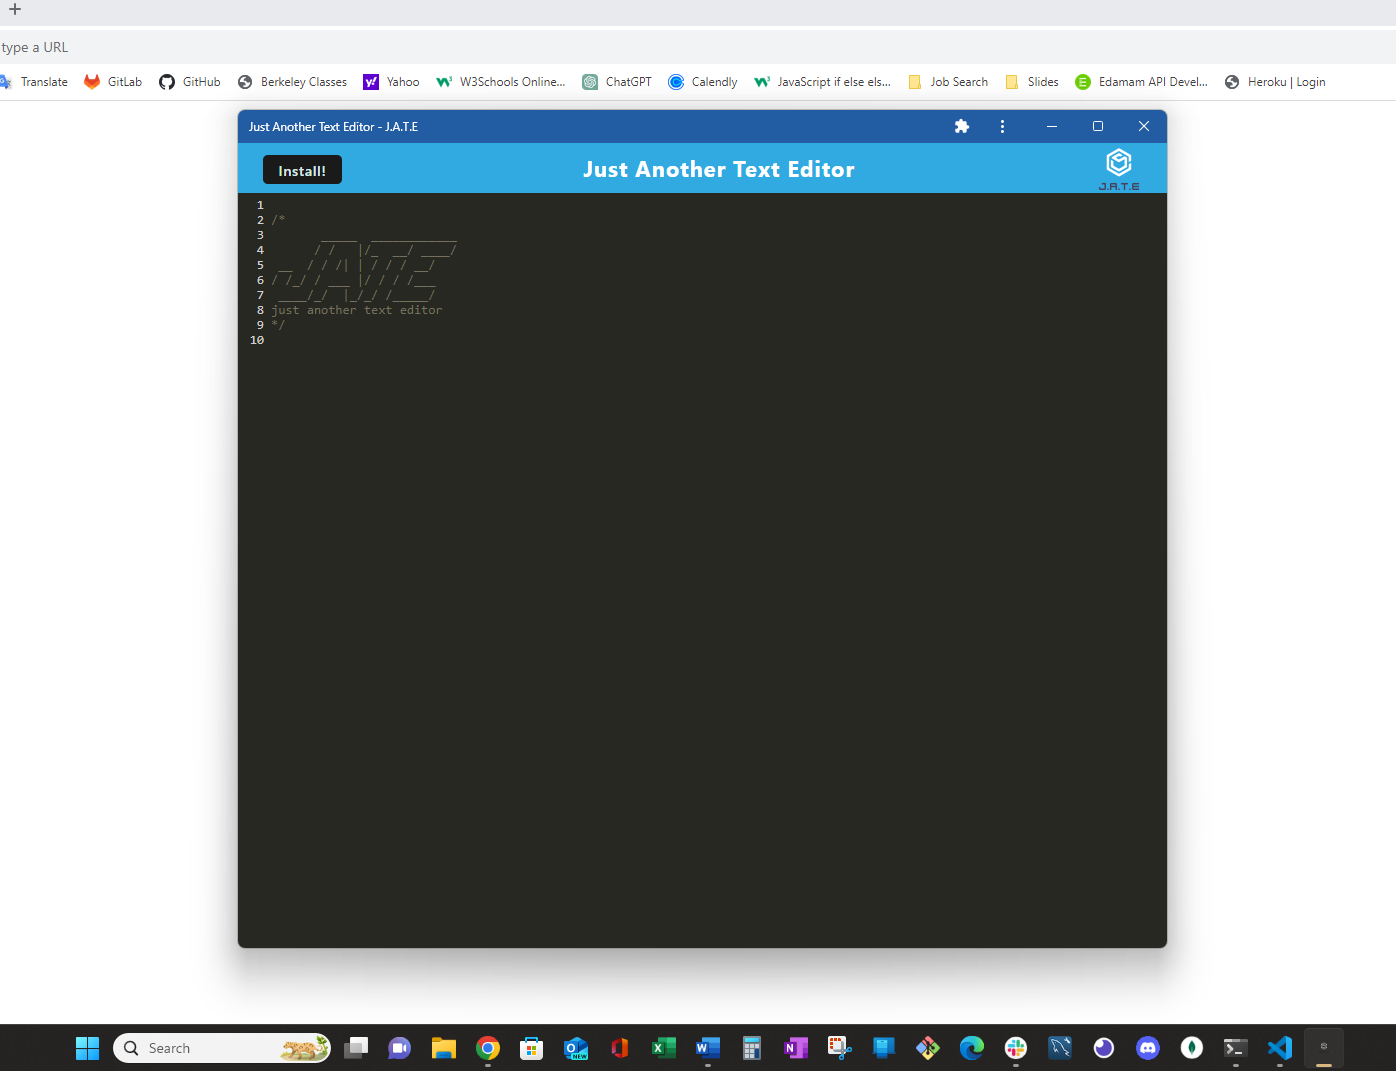 type a URL
Translate GitLab GitHub Berkeley Classes Yahoo W3Schools Online... ChatGPT Calendly JavaScript if else els... Job Search Slides Edamam API Devel... Heroku | Login
Just Another Text Editor - J.A.T.E
Install! Just Another Text Editor J.A.T.E
1
2 /*
3        _____  ____________
4       / /   |/_  __/ ____/
5  __  / / /| | / / / __/
6 / /_/ / ___ |/ / / /___
7  ____/_/  |_/_/ /_____/
8 just another text editor
9 */
10
Search